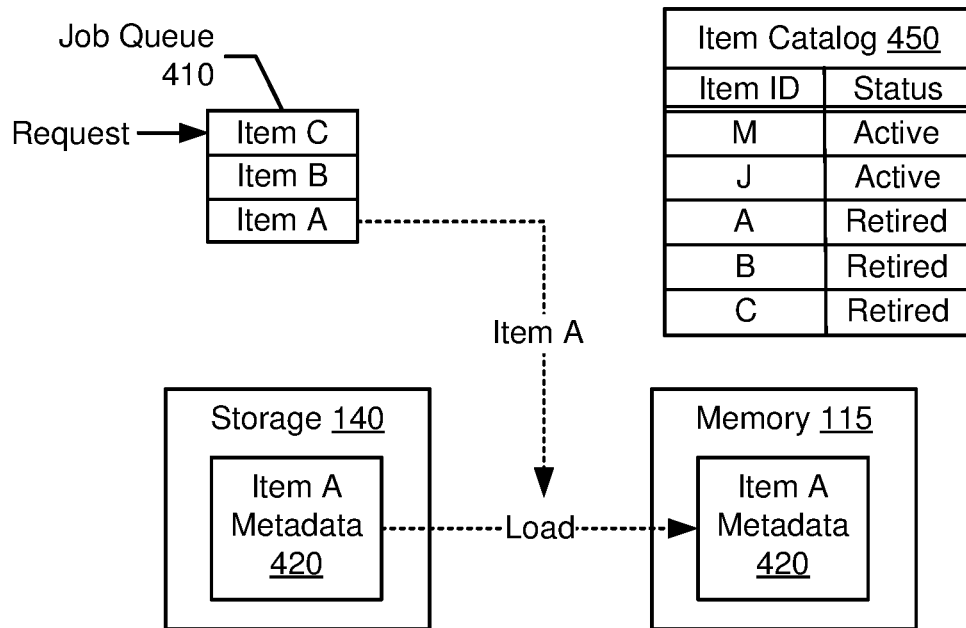 Job Queue
410
Request
Item C
Item B
Item A
Item A
Item Catalog 450
Item ID Status
M Active
J Active
A Retired
B Retired
C Retired
Storage 140
Item A
Metadata
420
Load
Memory 115
Item A
Metadata
420